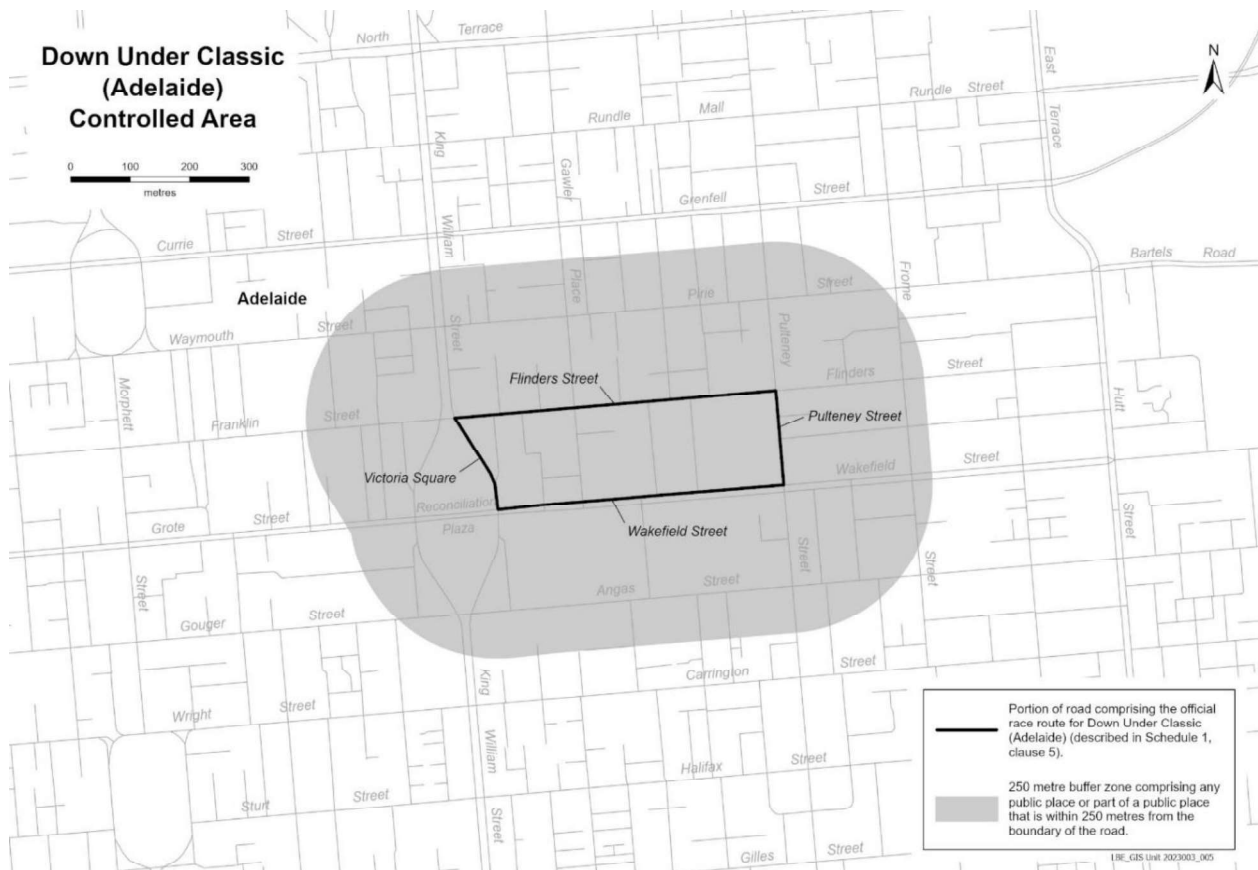 Down Under Classic
(Adelaide)
Controlled Area
0 100 200 300
metres
N
North
Terrace
East
Terrace
Rundle
Mall
Rundle
Street
King
William
Street
Gawler
Place
Grenfell
Street
Currie
Street
Bartels
Road
Adelaide
Waymouth
Street
Pirie
Street
Frome
Street
Pulteney
Street
Flinders Street
Flinders
Street
Morphett
Street
Franklin
Street
Pulteney Street
Hutt
Street
Victoria Square
Wakefield
Street
Reconciliation
Plaza
Grote
Street
Wakefield Street
Angas
Street
Gouger
Street
Carrington
Street
King
William
Street
Wright
Street
Halifax
Street
Sturt
Street
Gilles
Street
Portion of road comprising the official
race route for Down Under Classic
(Adelaide) (described in Schedule 1,
clause 5).
250 metre buffer zone comprising any
public place or part of a public place
that is within 250 metres from the
boundary of the road.
LBE_GIS Unit 2023003_005